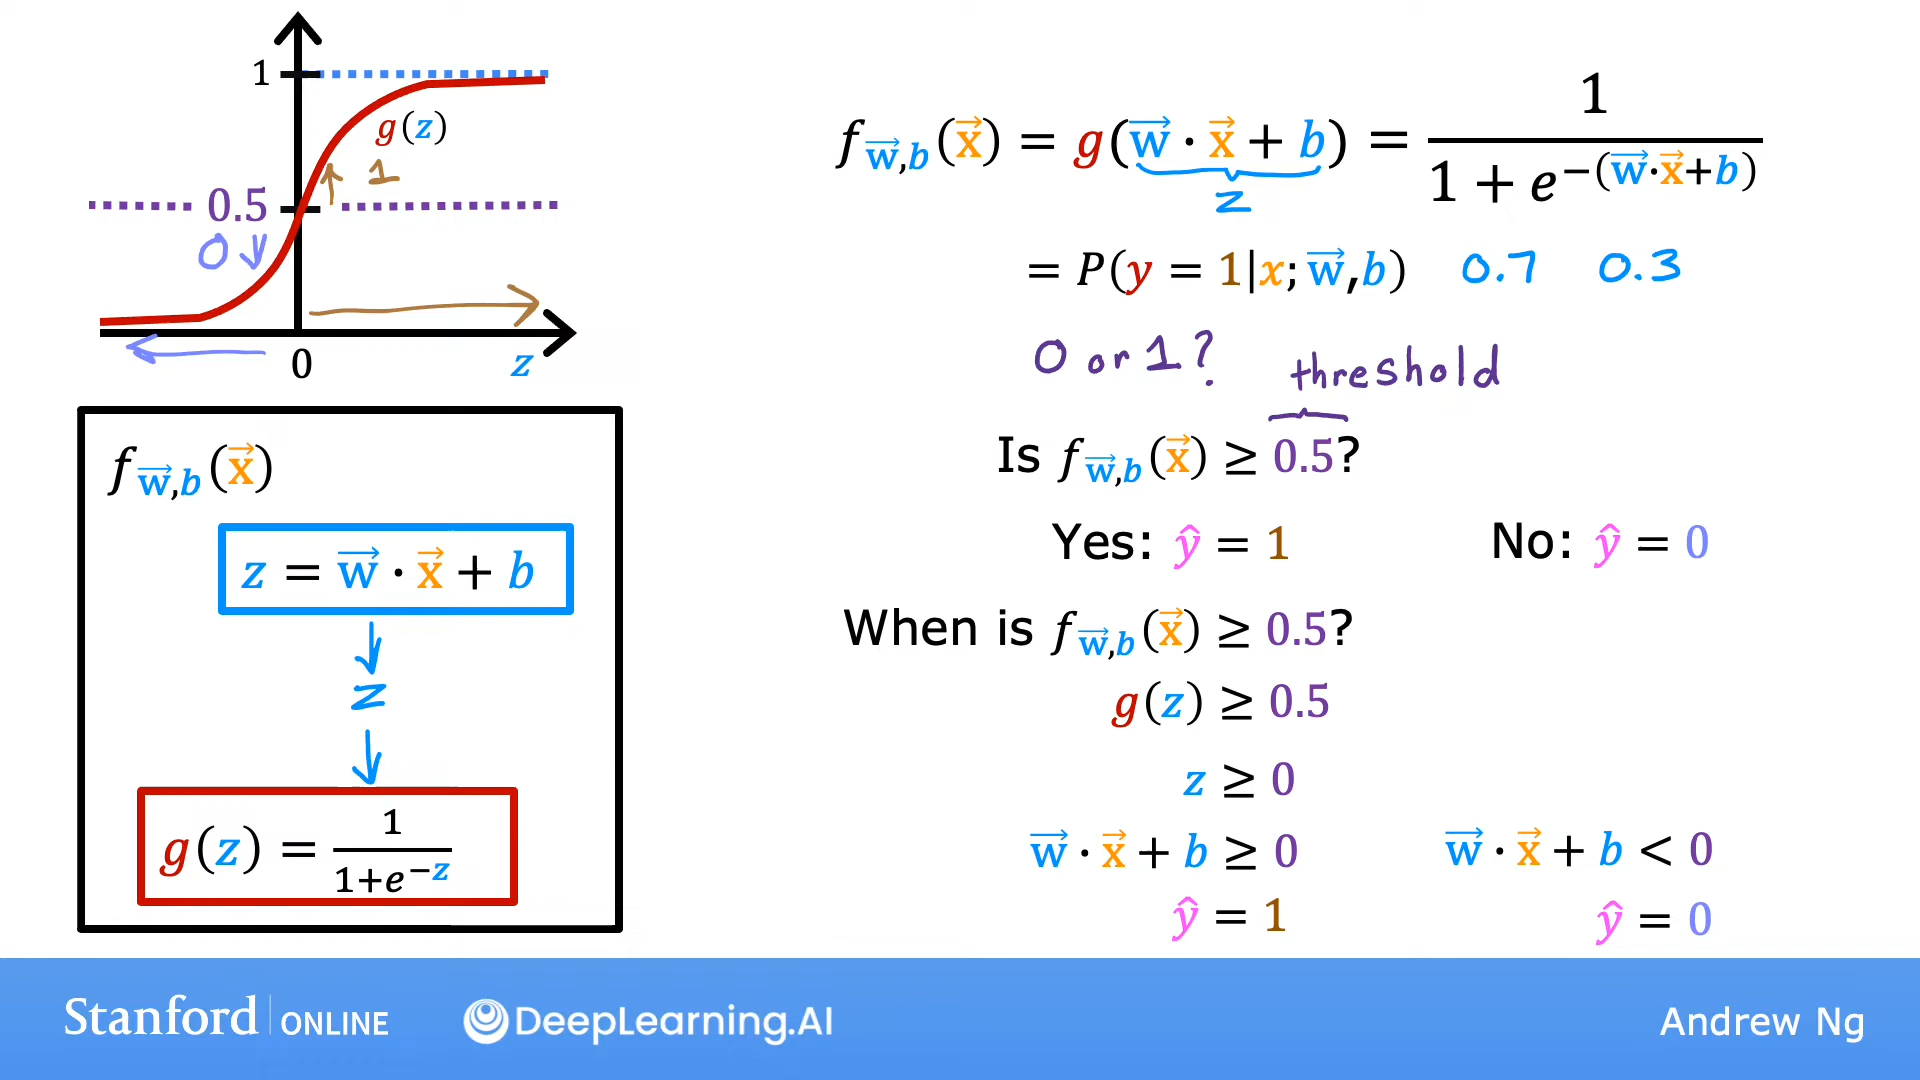 1
g(z)
1
0.5
0
0
z
f w⃗,b (x⃗)
z = w⃗ · x⃗ + b
z
g(z) = 1/(1+e^−z)
f w⃗,b (x⃗) = g(w⃗ · x⃗ + b) = 1/(1 + e^−(w⃗·x⃗+b))
z
= P(y = 1|x; w⃗,b) 0.7 0.3
0 or 1? threshold
Is f w⃗,b (x⃗) ≥ 0.5?
Yes: ŷ = 1 No: ŷ = 0
When is f w⃗,b (x⃗) ≥ 0.5?
g(z) ≥ 0.5
z ≥ 0
w⃗ · x⃗ + b ≥ 0 w⃗ · x⃗ + b < 0
ŷ = 1 ŷ = 0
Stanford ONLINE DeepLearning.AI Andrew Ng